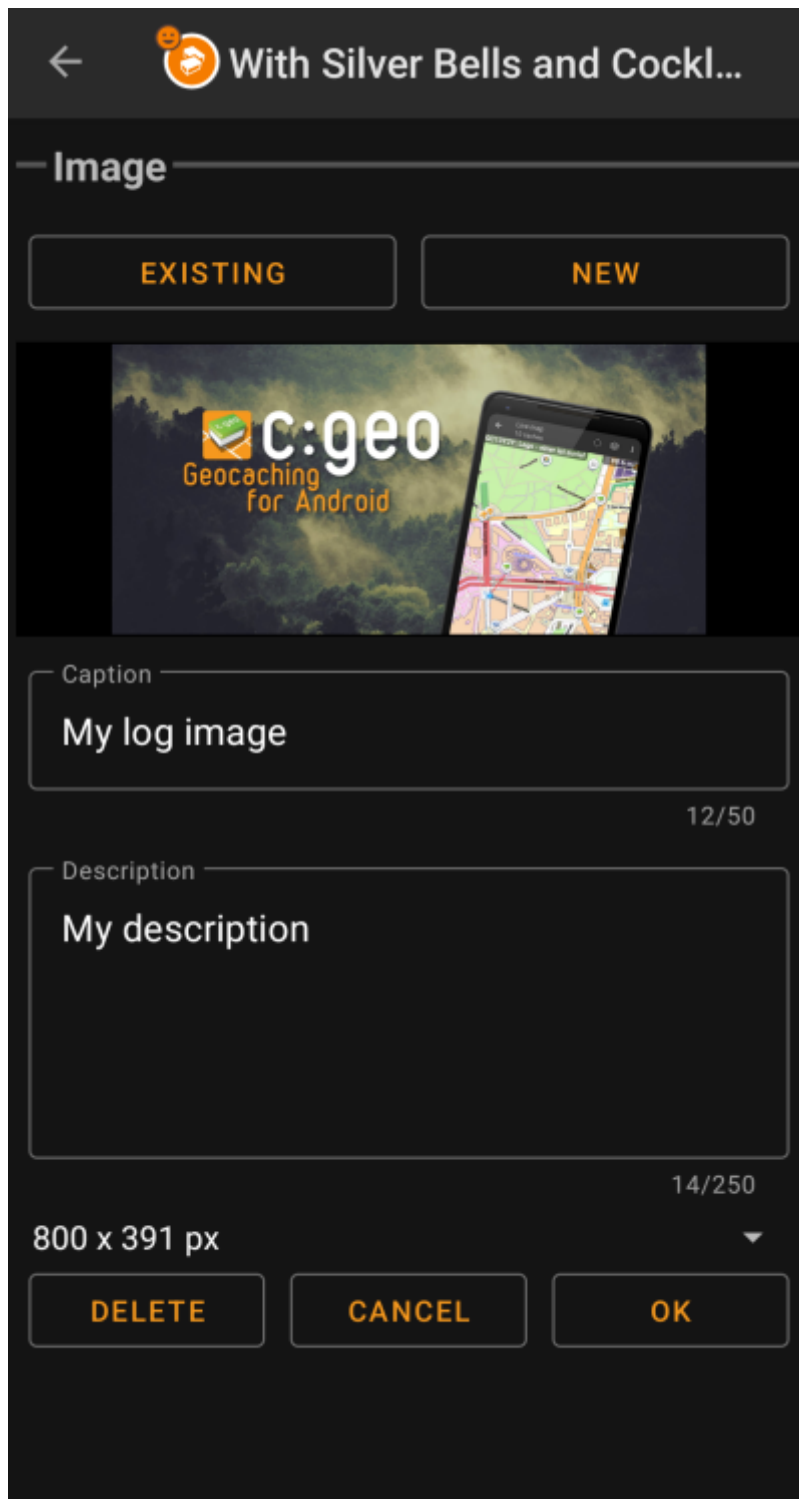 With Silver Bells and Cockl...
Image
EXISTING
NEW
c:geo
Geocaching
for Android
Caption
My log image
12/50
Description
My description
14/250
800 x 391 px
DELETE
CANCEL
OK